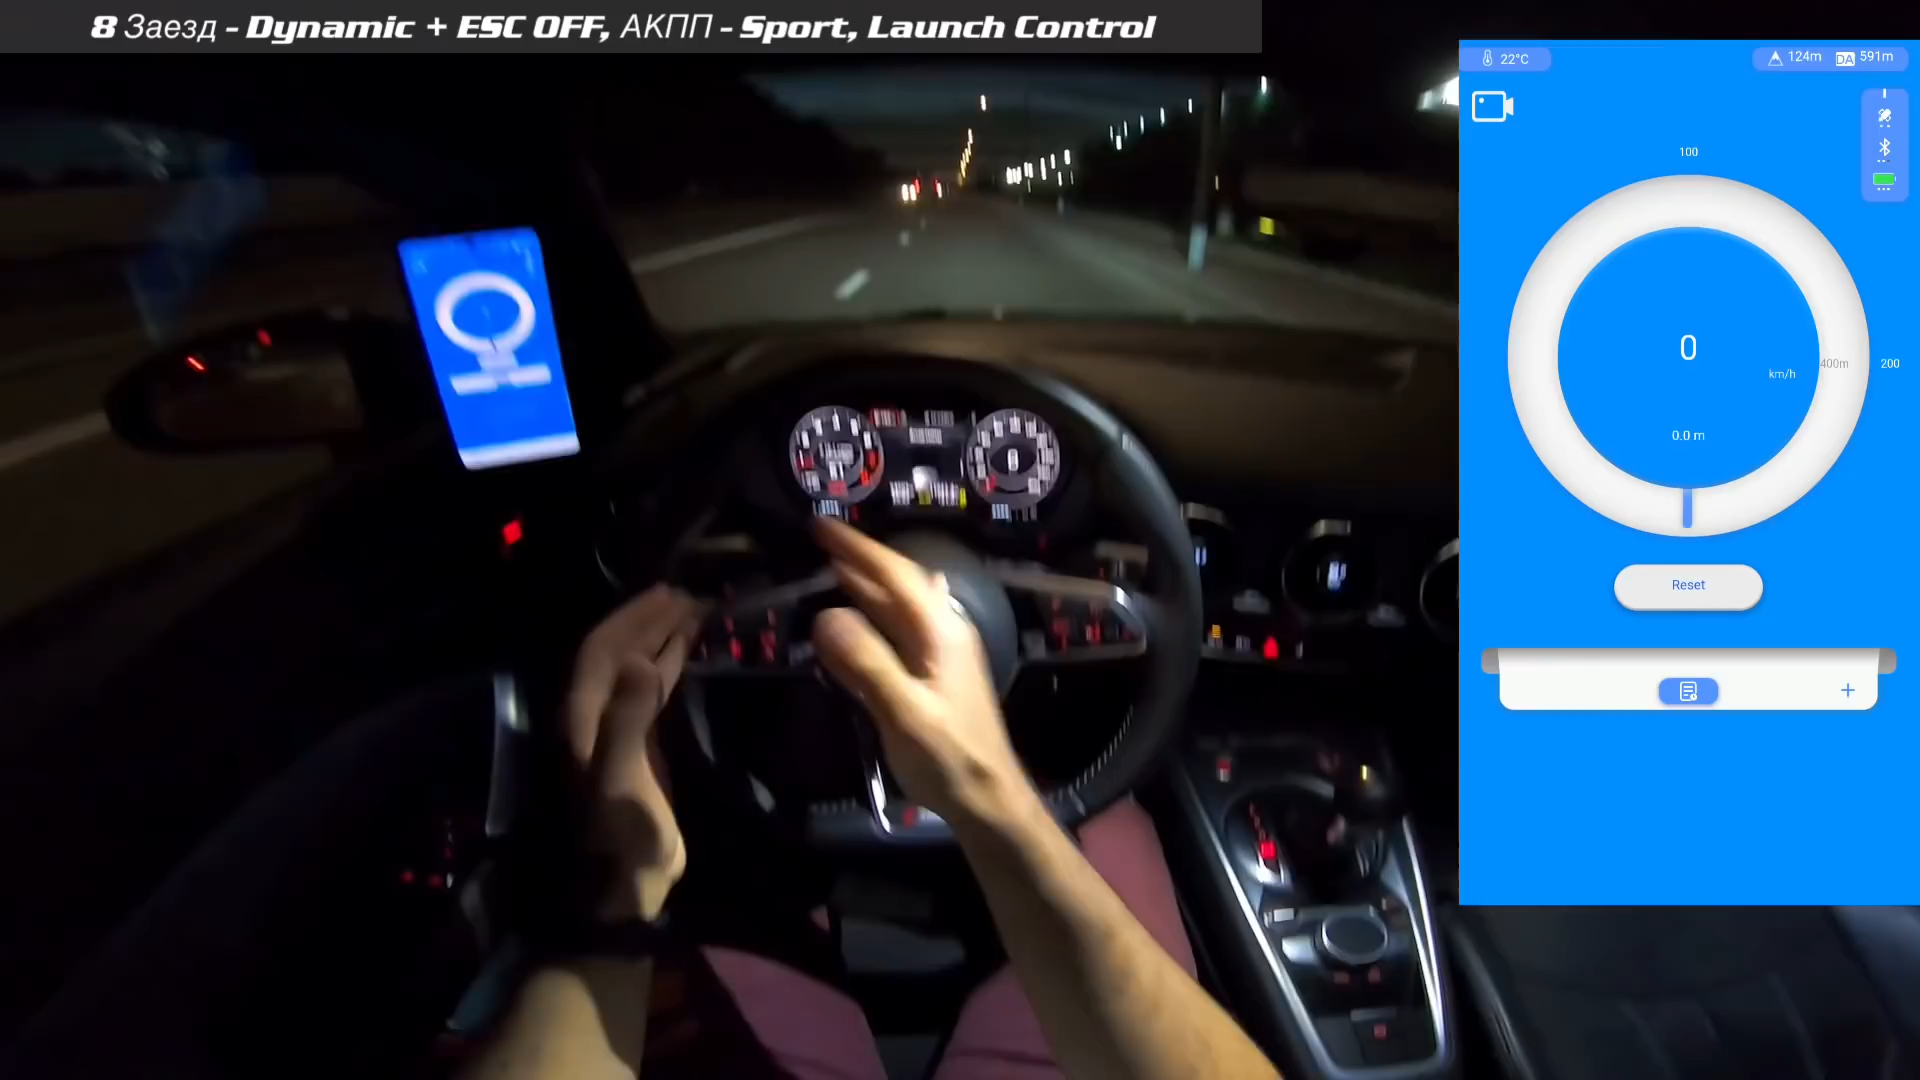 8 Заезд - Dynamic + ESC OFF, АКПП - Sport, Launch Control
22°C
124m DA 591m
100
0
400m
200
km/h
0.0 m
Reset
+